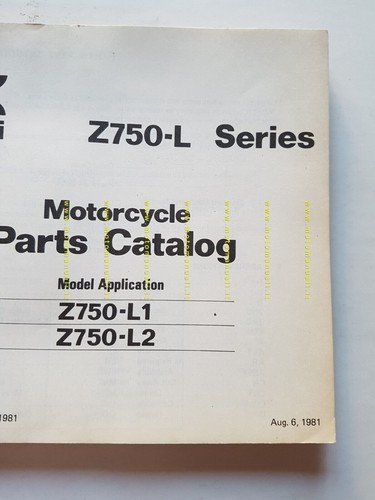 i
Z750-L Series
Motorcycle
Parts Catalog
Model Application
Z750-L1
Z750-L2
1981
Aug. 6, 1981